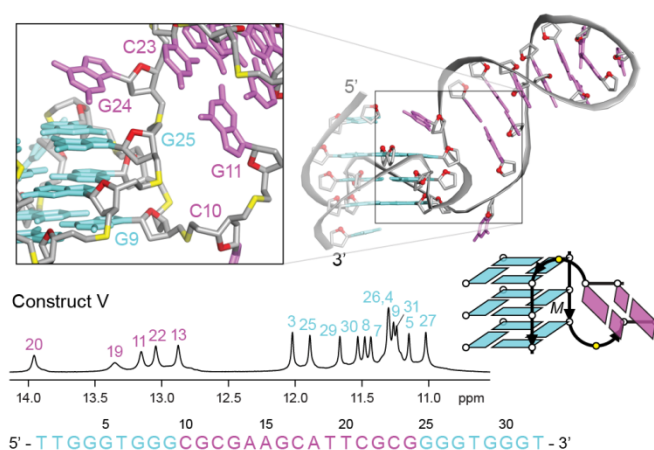 C23
5'
G24
G25
G11
C10
G9
3'
Construct V
M
26,4
31
9
3 25 29 30 8 7 5 27
20 19 11 22 13
14.0 13.5 13.0 12.5 12.0 11.5 11.0 ppm
5 10 15 20 25 30
5' - TTGGGTGGGCGCGAAGCATTCGCGGGGTGGGT - 3'